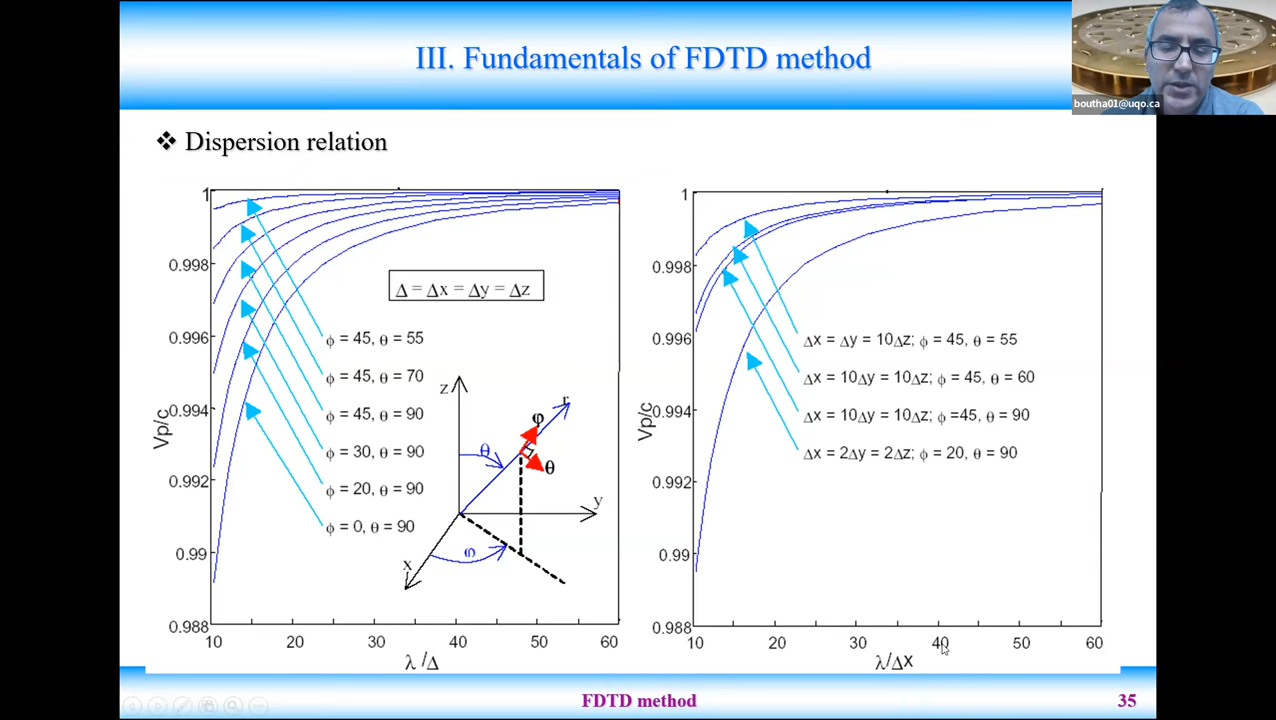 III. Fundamentals of FDTD method
boutha01@uqo.ca
❖ Dispersion relation
1
0.998
0.996
0.994
0.992
0.99
0.988
Vp/c
10 20 30 40 50 60
λ /Δ
Δ = Δx = Δy = Δz
ϕ = 45, θ = 55
ϕ = 45, θ = 70
ϕ = 45, θ = 90
ϕ = 30, θ = 90
ϕ = 20, θ = 90
ϕ = 0, θ = 90
z
r
φ
θ
θ
y
φ
x
1
0.998
0.996
0.994
0.992
0.99
0.988
Vp/c
10 20 30 40 50 60
λ/Δx
Δx = Δy = 10Δz; ϕ = 45, θ = 55
Δx = 10Δy = 10Δz; ϕ = 45, θ = 60
Δx = 10Δy = 10Δz; ϕ =45, θ = 90
Δx = 2Δy = 2Δz; ϕ = 20, θ = 90
FDTD method
35